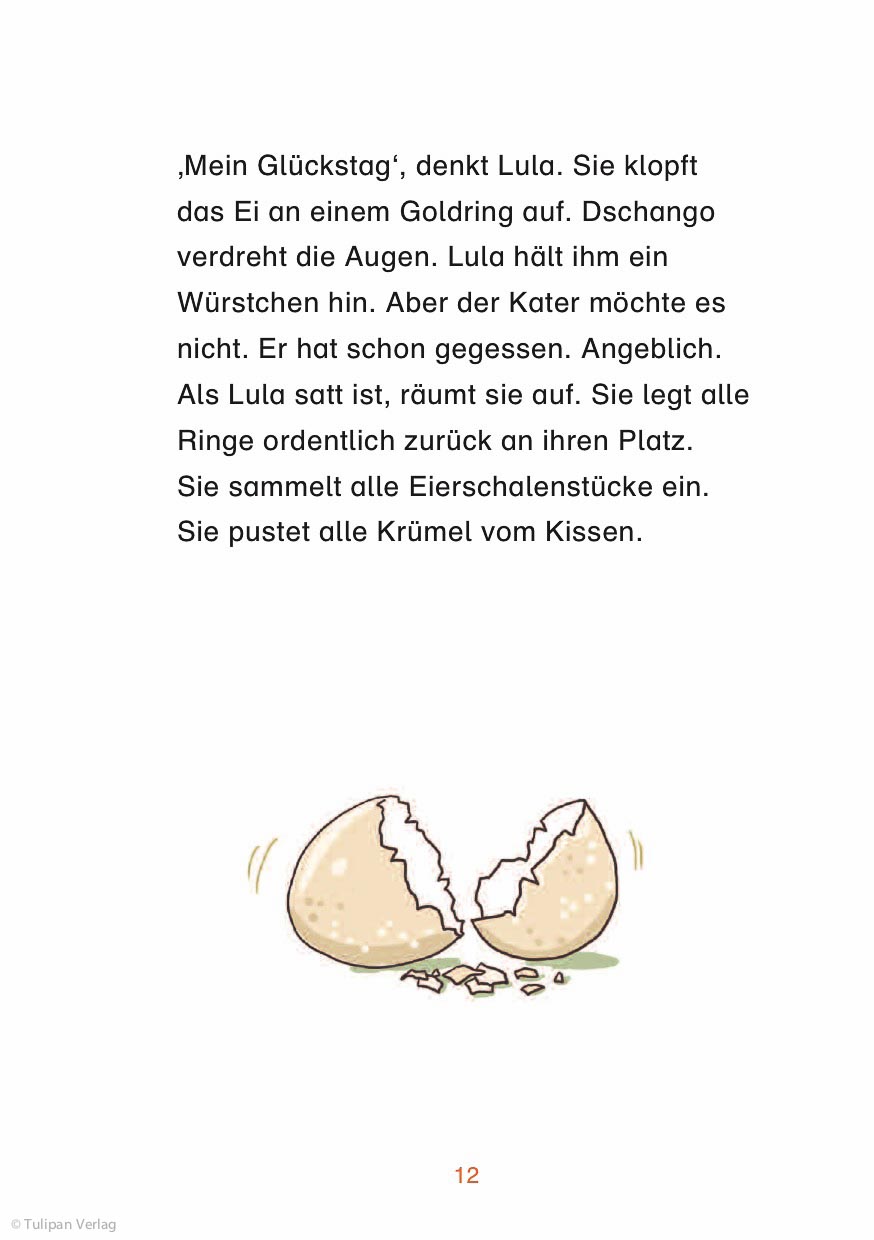 ‚Mein Glückstag‘, denkt Lula. Sie klopft
das Ei an einem Goldring auf. Dschango
verdreht die Augen. Lula hält ihm ein
Würstchen hin. Aber der Kater möchte es
nicht. Er hat schon gegessen. Angeblich.
Als Lula satt ist, räumt sie auf. Sie legt alle
Ringe ordentlich zurück an ihren Platz.
Sie sammelt alle Eierschalenstücke ein.
Sie pustet alle Krümel vom Kissen.
12
© Tulipan Verlag